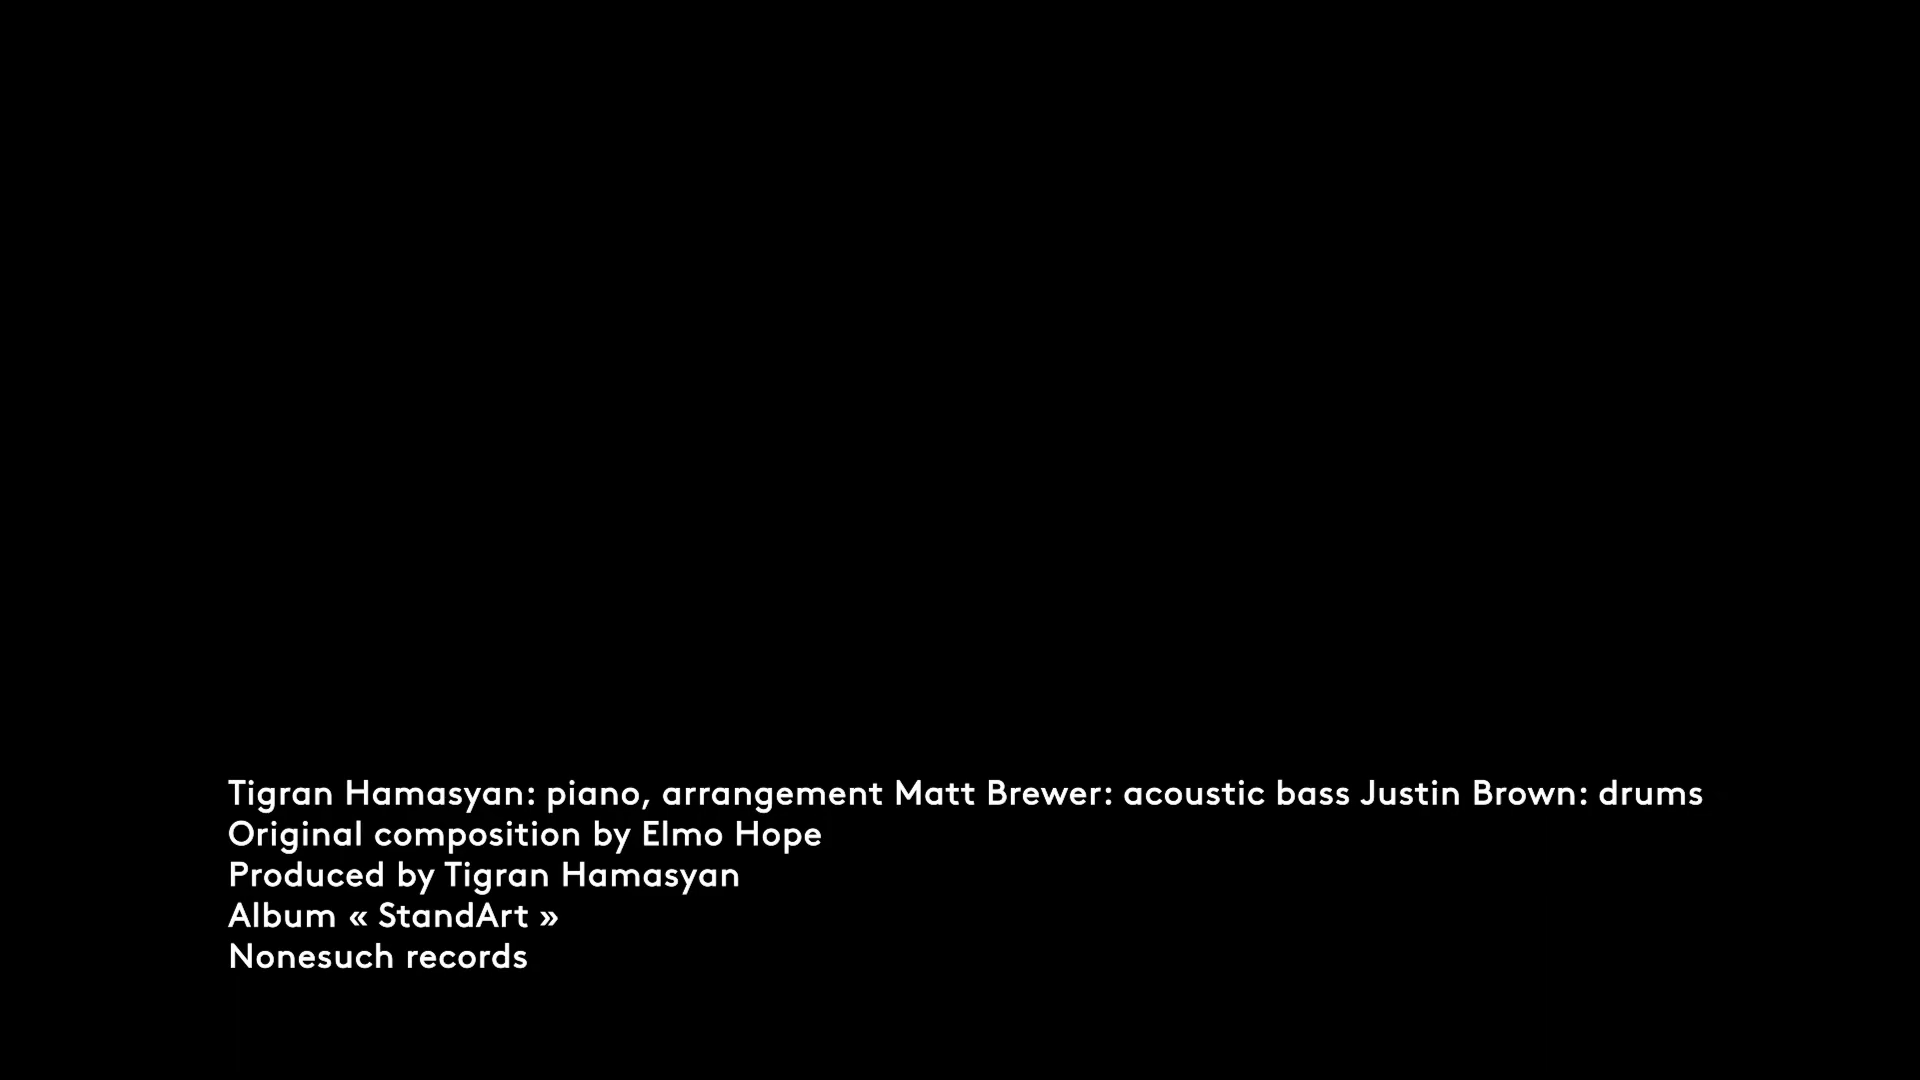 Tigran Hamasyan: piano, arrangement Matt Brewer: acoustic bass Justin Brown: drums
Original composition by Elmo Hope
Produced by Tigran Hamasyan
Album « StandArt »
Nonesuch records